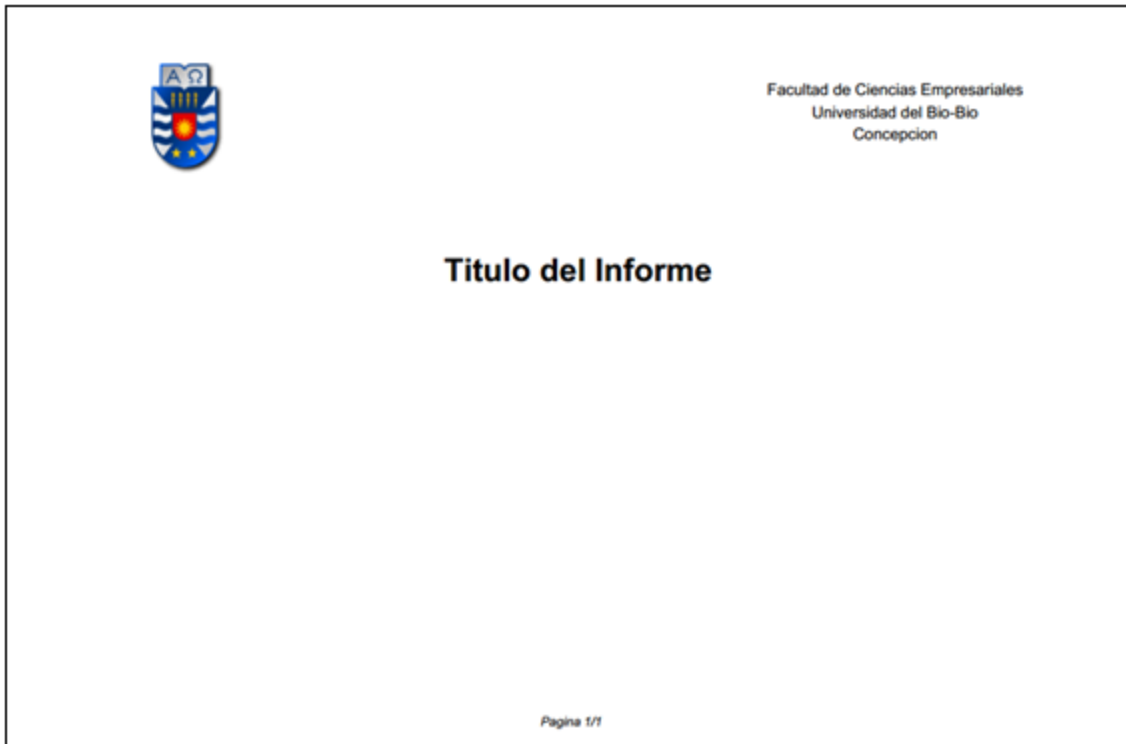 Α Ω
Facultad de Ciencias Empresariales
Universidad del Bio-Bio
Concepcion
Titulo del Informe
Pagina 1/1